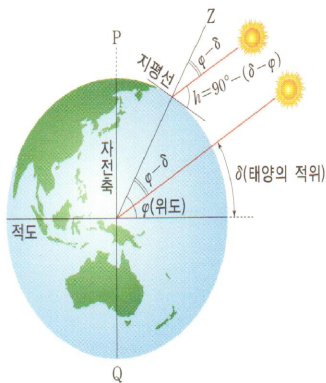 Z
P
φ-δ
지평선
h=90°-(δ-φ)
자전축
φ-δ
δ(태양의 적위)
φ(위도)
적도
Q